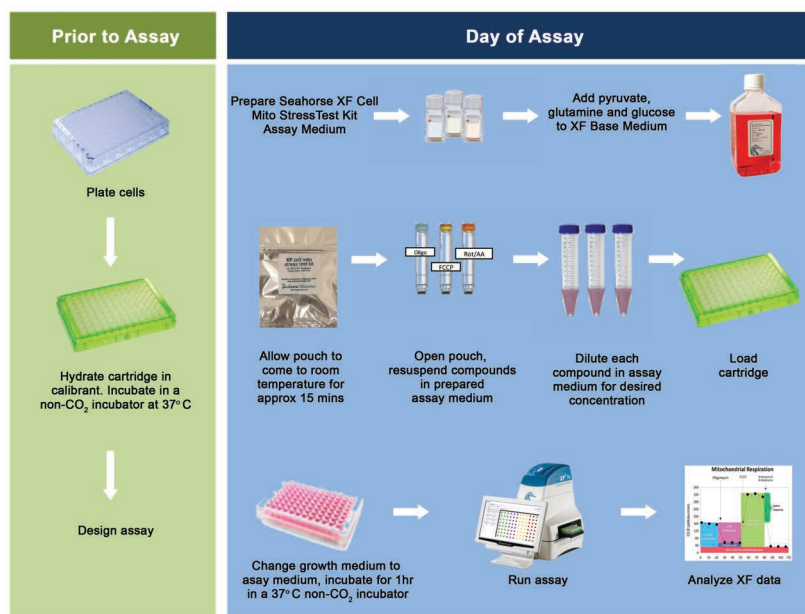 Prior to Assay
Plate cells
Hydrate cartridge in
calibrant. Incubate in a
non-CO₂ incubator at 37°C
Design assay
Day of Assay
Prepare Seahorse XF Cell
Mito StressTest Kit
Assay Medium
Add pyruvate,
glutamine and glucose
to XF Base Medium
XF cell mito
stress test kit
Allow pouch to
come to room
temperature for
approx 15 mins
Oligo
FCCP
Rot/AA
Open pouch,
resuspend compounds
in prepared
assay medium
Dilute each
compound in assay
medium for desired
concentration
Load
cartridge
Change growth medium to
assay medium, incubate for 1hr
in a 37°C non-CO₂ incubator
XF
Run assay
Mitochondrial Respiration
Oligomycin
FCCP
Analyze XF data